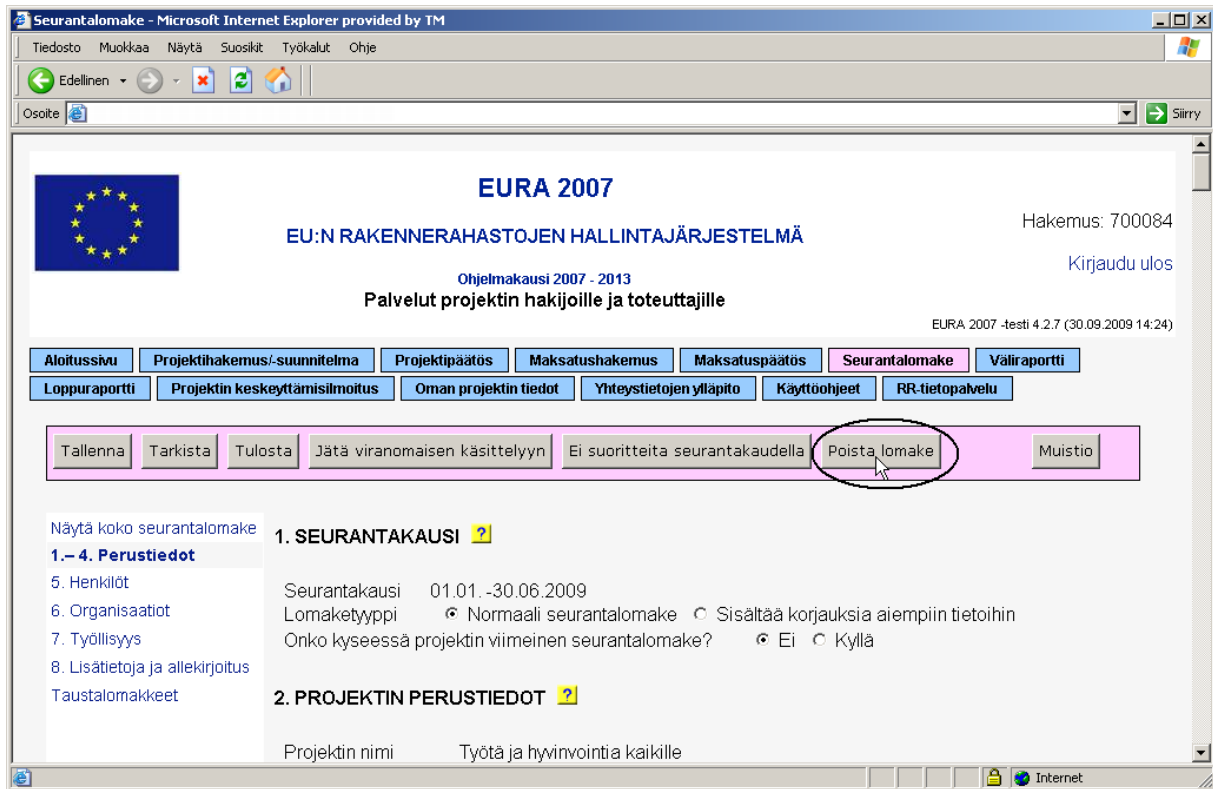 Seurantalomake - Microsoft Internet Explorer provided by TM
Tiedosto Muokkaa Näytä Suosikit Työkalut Ohje
Edellinen
Osoite Siirry
EURA 2007
EU:N RAKENNERAHASTOJEN HALLINTAJÄRJESTELMÄ
Ohjelmakausi 2007 - 2013
Palvelut projektin hakijoille ja toteuttajille
Hakemus: 700084
Kirjaudu ulos
EURA 2007 -testi 4.2.7 (30.09.2009 14:24)
Aloitussivu Projektihakemus/-suunnitelma Projektipäätös Maksatushakemus Maksatuspäätös Seurantalomake Väliraportti
Loppuraportti Projektin keskeyttämisilmoitus Oman projektin tiedot Yhteystietojen ylläpito Käyttöohjeet RR-tietopalvelu
Tallenna Tarkista Tulosta Jätä viranomaisen käsittelyyn Ei suoritteita seurantakaudella Poista lomake Muistio
Näytä koko seurantalomake
1.– 4. Perustiedot
5. Henkilöt
6. Organisaatiot
7. Työllisyys
8. Lisätietoja ja allekirjoitus
Taustalomakkeet
1. SEURANTAKAUSI ?
Seurantakausi 01.01. -30.06.2009
Lomaketyyppi Normaali seurantalomake Sisältää korjauksia aiempiin tietoihin
Onko kyseessä projektin viimeinen seurantalomake? Ei Kyllä
2. PROJEKTIN PERUSTIEDOT ?
Projektin nimi Työtä ja hyvinvointia kaikille
Internet